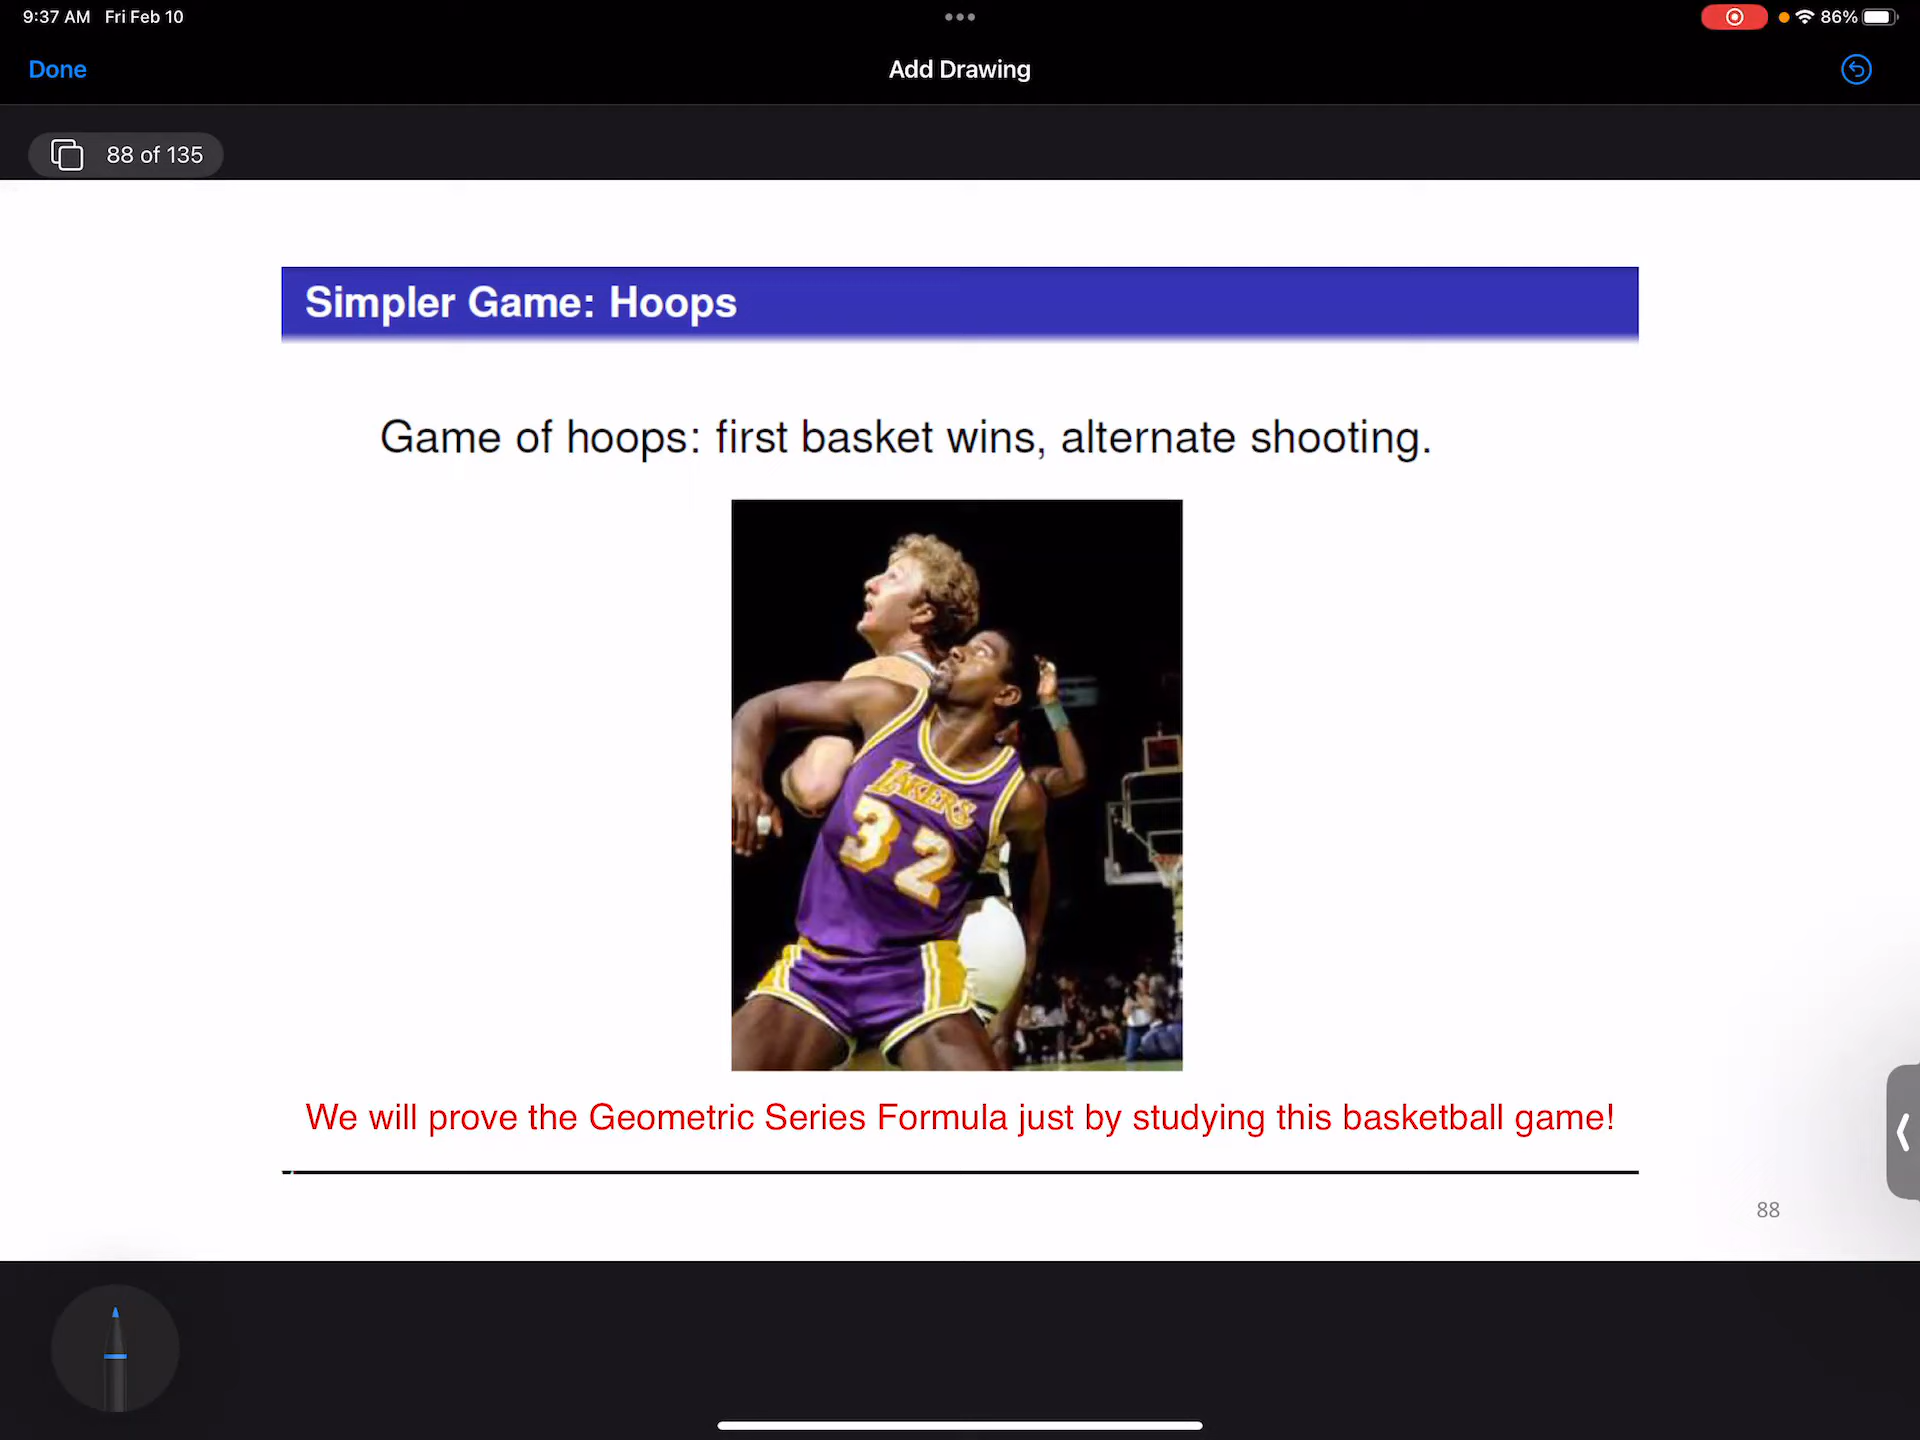 9:37 AM Fri Feb 10
86%
Done
Add Drawing
88 of 135
Simpler Game: Hoops
Game of hoops: first basket wins, alternate shooting.
LAKERS
32
We will prove the Geometric Series Formula just by studying this basketball game!
88